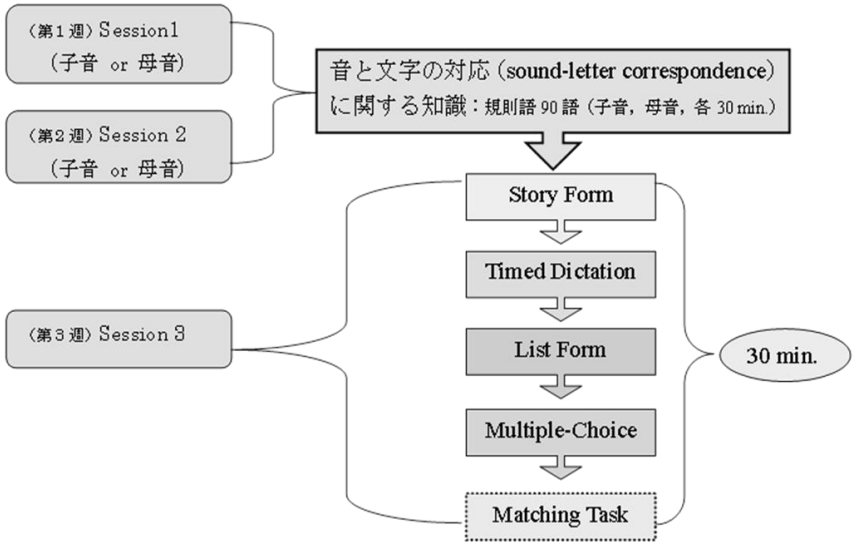 （第１週）Session1
（子音 or 母音）
（第２週）Session 2
（子音 or 母音）
音と文字の対応（sound-letter correspondence）
に関する知識：規則語 90 語（子音，母音，各 30 min.）
Story Form
Timed Dictation
List Form
Multiple-Choice
Matching Task
（第３週）Session 3
30 min.